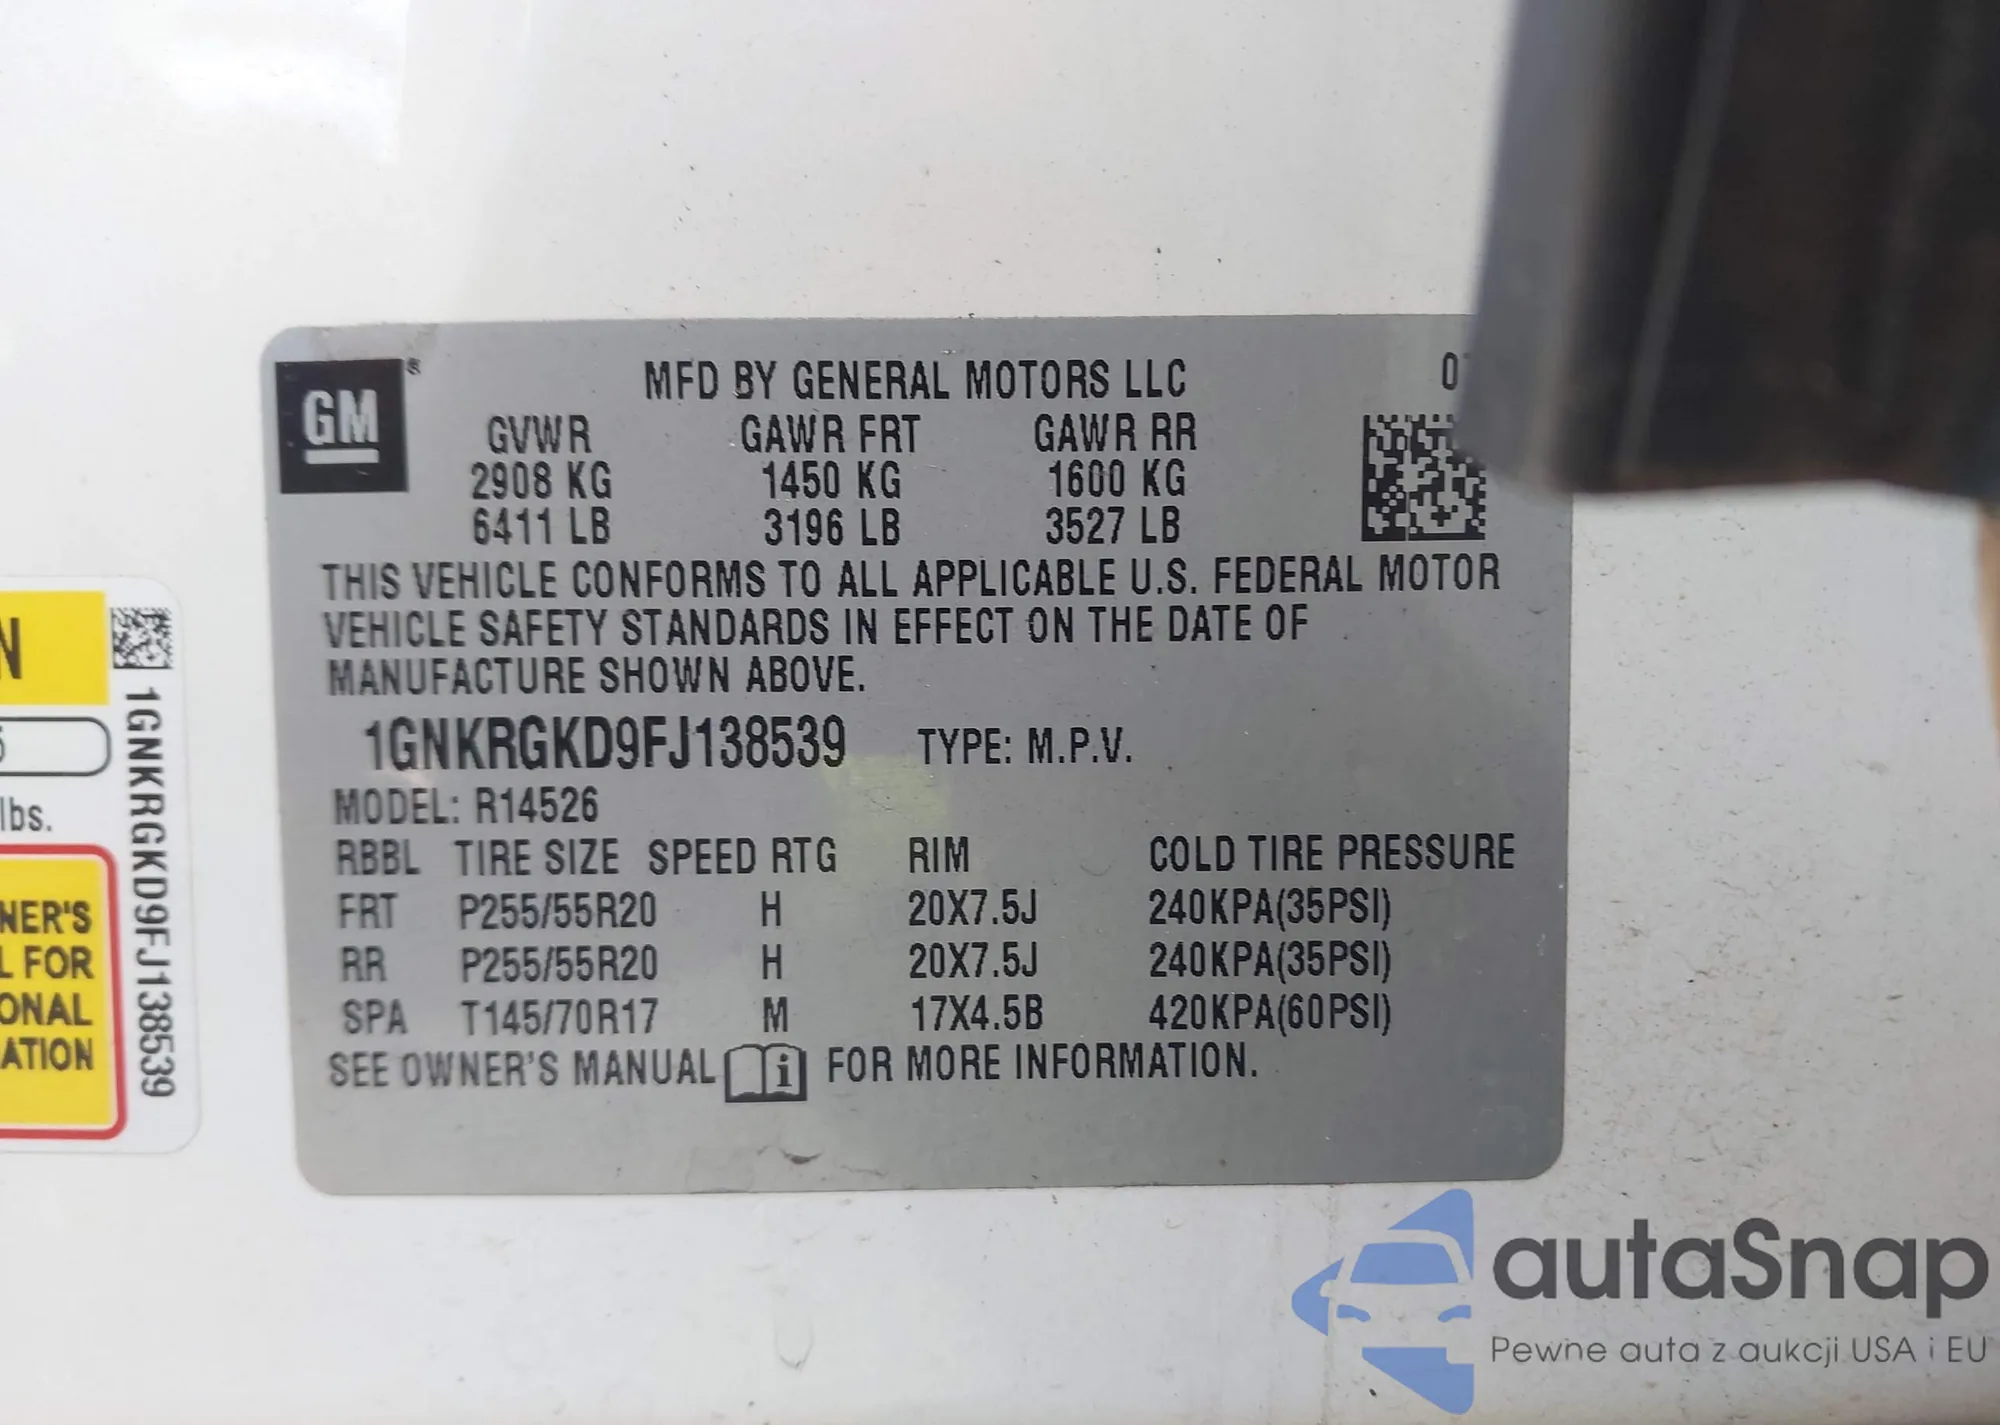 GM®
MFD BY GENERAL MOTORS LLC
GVWR GAWR FRT GAWR RR
2908 KG 1450 KG 1600 KG
6411 LB 3196 LB 3527 LB
THIS VEHICLE CONFORMS TO ALL APPLICABLE U.S. FEDERAL MOTOR
VEHICLE SAFETY STANDARDS IN EFFECT ON THE DATE OF
MANUFACTURE SHOWN ABOVE.
1GNKRGKD9FJ138539 TYPE: M.P.V.
MODEL: R14526
RBBL TIRE SIZE SPEED RTG RIM COLD TIRE PRESSURE
FRT P255/55R20 H 20X7.5J 240KPA(35PSI)
RR P255/55R20 H 20X7.5J 240KPA(35PSI)
SPA T145/70R17 M 17X4.5B 420KPA(60PSI)
SEE OWNER'S MANUAL i FOR MORE INFORMATION.
1GNKRGKD9FJ138539
lbs.
NER'S
L FOR
ONAL
ATION
autaSnap
Pewne auta z aukcji USA i EU